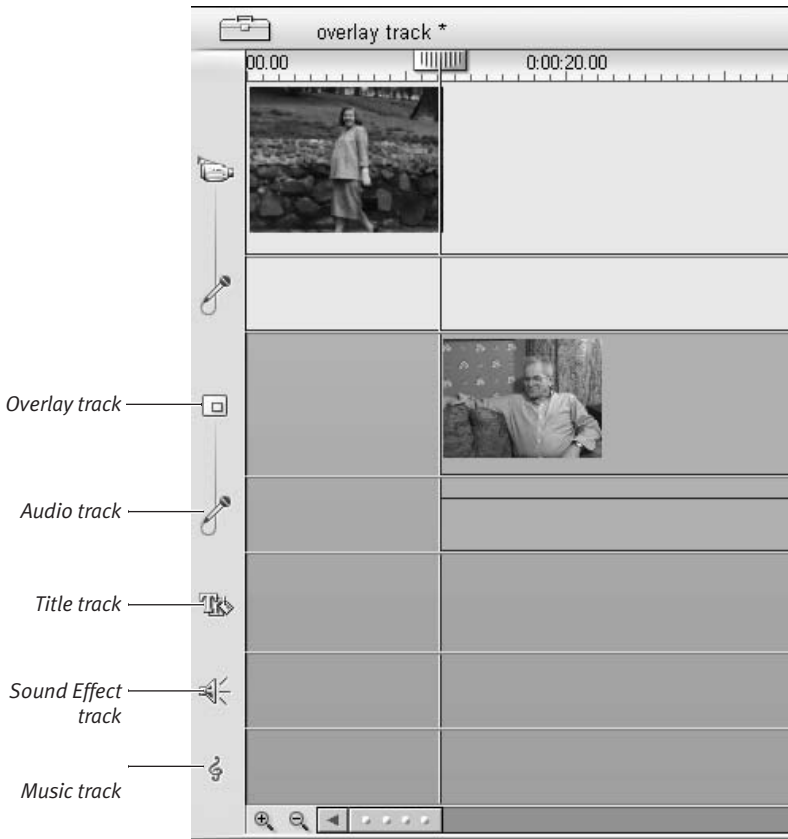 overlay track *
00.00 0:00:20.00
Overlay track
Audio track
Title track
Sound Effect
track
Music track